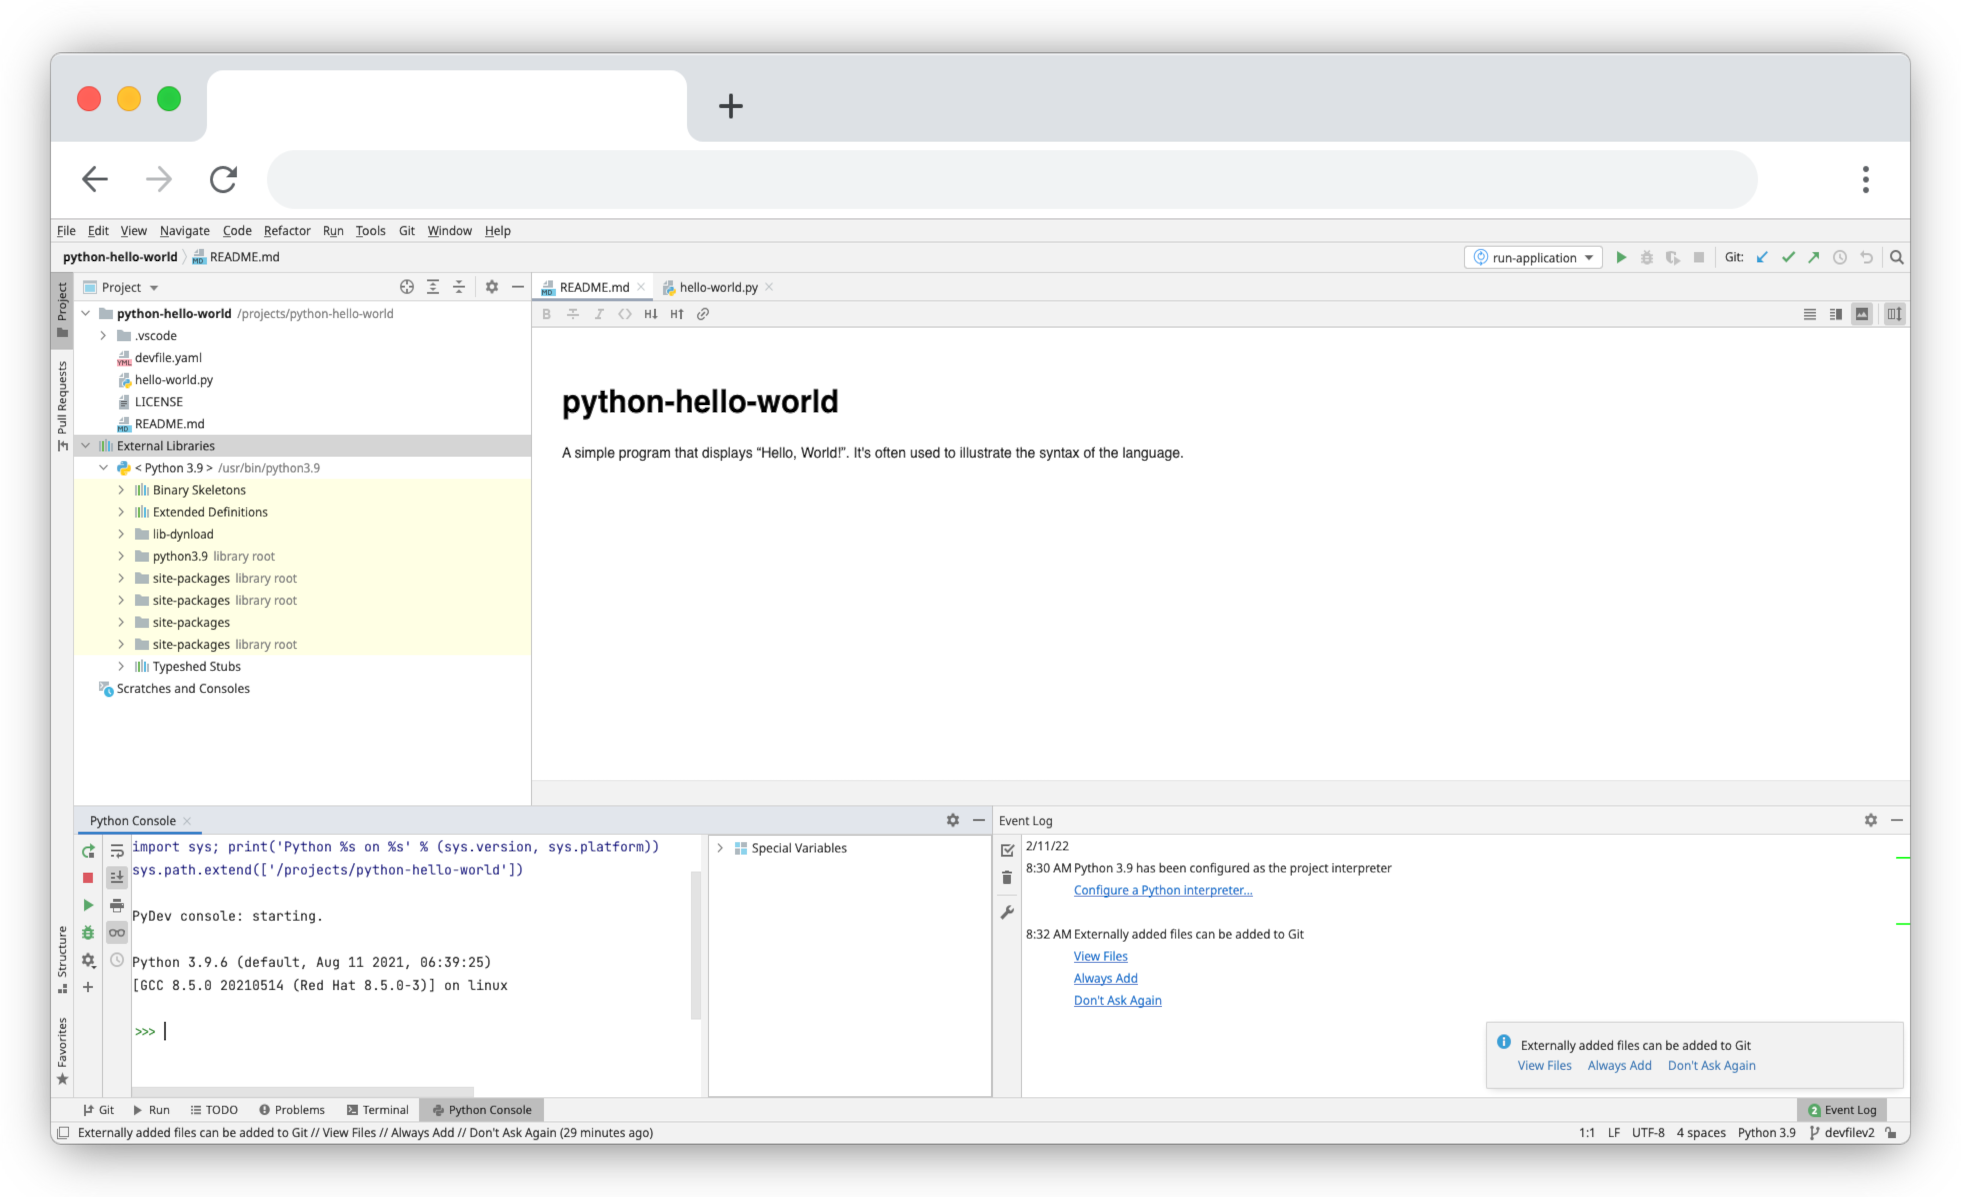 File Edit View Navigate Code Refactor Run Tools Git Window Help
python-hello-world README.md
run-application Git:
Project
Project
README.md hello-world.py
B I <> H↓ H↑
python-hello-world /projects/python-hello-world
.vscode
devfile.yaml
hello-world.py
LICENSE
README.md
External Libraries
< Python 3.9 > /usr/bin/python3.9
Binary Skeletons
Extended Definitions
lib-dynload
python3.9 library root
site-packages library root
site-packages library root
site-packages
site-packages library root
Typeshed Stubs
Scratches and Consoles
Pull Requests
python-hello-world
A simple program that displays “Hello, World!”. It's often used to illustrate the syntax of the language.
Structure
Favorites
Python Console
import sys; print('Python %s on %s' % (sys.version, sys.platform))
sys.path.extend(['/projects/python-hello-world'])
PyDev console: starting.
Python 3.9.6 (default, Aug 11 2021, 06:39:25)
[GCC 8.5.0 20210514 (Red Hat 8.5.0-3)] on linux
>>>
Special Variables
Event Log
2/11/22
8:30 AM Python 3.9 has been configured as the project interpreter
Configure a Python interpreter...
8:32 AM Externally added files can be added to Git
View Files
Always Add
Don't Ask Again
Externally added files can be added to Git
View Files Always Add Don't Ask Again
Git Run TODO Problems Terminal Python Console
2 Event Log
Externally added files can be added to Git // View Files // Always Add // Don't Ask Again (29 minutes ago)
1:1 LF UTF-8 4 spaces Python 3.9 devfilev2